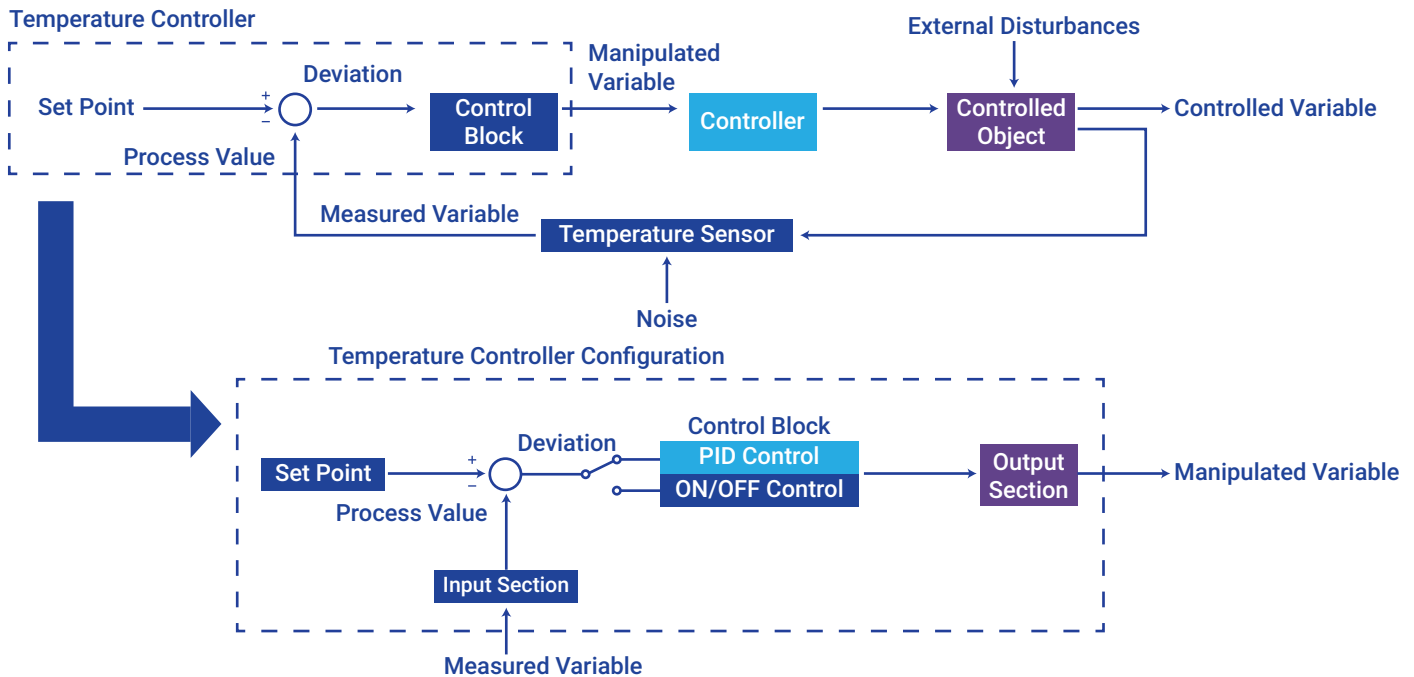 Temperature Controller
External Disturbances
Deviation
Manipulated
Variable
Set Point
+
−
Control
Block
Controller
Controlled
Object
Controlled Variable
Process Value
Measured Variable
Temperature Sensor
Noise
Temperature Controller Configuration
Control Block
Deviation
PID Control
Set Point
+
−
ON/OFF Control
Output
Section
Manipulated Variable
Process Value
Input Section
Measured Variable